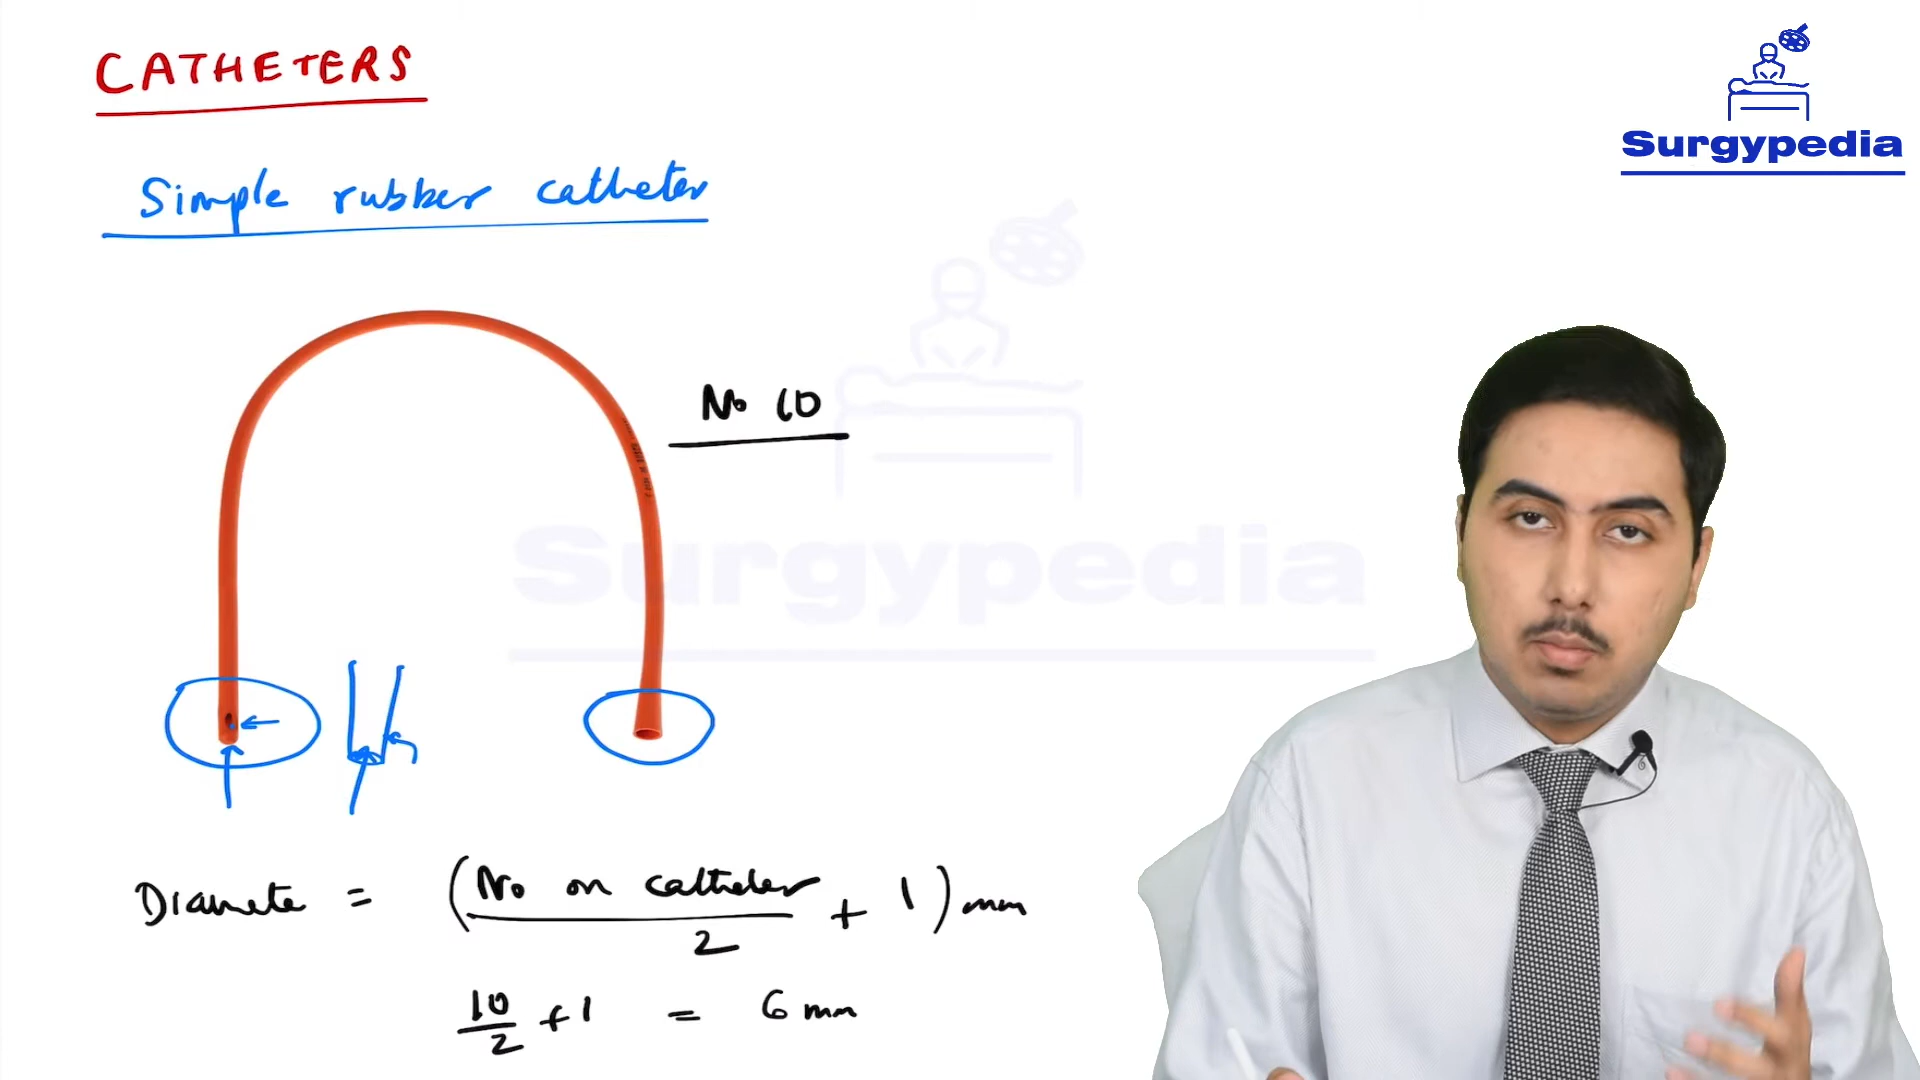 CATHETERS
Surgypedia
Simple rubber catheter
No 10
Surgypedia
Diamete = (No on catheter / 2 + 1) mm
10/2 + 1 = 6 mm